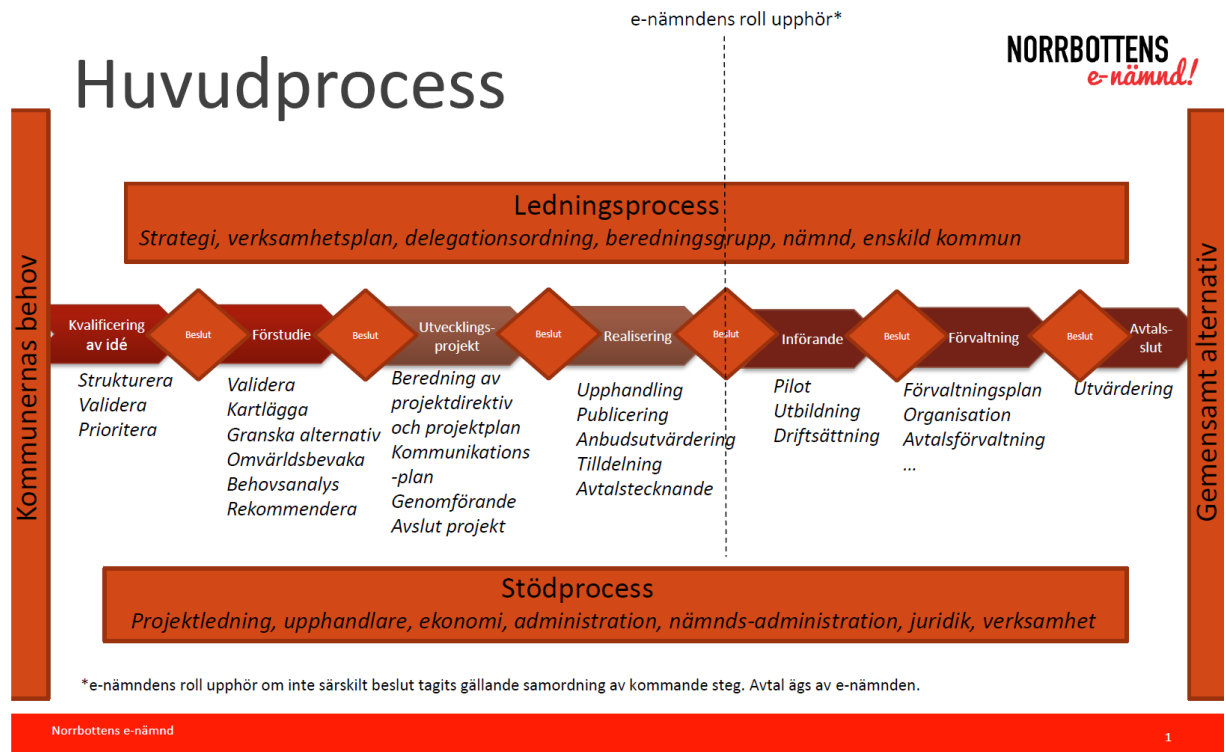 e-nämndens roll upphör*
NORRBOTTENS
e-nämnd!
Huvudprocess
Kommunernas behov
Ledningsprocess
Strategi, verksamhetsplan, delegationsordning, beredningsgrupp, nämnd, enskild kommun
Kvalificering
av idé
Beslut
Förstudie
Beslut
Utvecklings-
projekt
Beslut
Realisering
Beslut
Införande
Beslut
Förvaltning
Beslut
Avtals-
slut
Strukturera
Validera
Prioritera
Validera
Kartlägga
Granska alternativ
Omvärldsbevaka
Behovsanalys
Rekommendera
Beredning av
projektdirektiv
och projektplan
Kommunikations
-plan
Genomförande
Avslut projekt
Upphandling
Publicering
Anbudsutvärdering
Tilldelning
Avtalstecknande
Pilot
Utbildning
Driftsättning
Förvaltningsplan
Organisation
Avtalsförvaltning
...
Utvärdering
Gemensamt alternativ
Stödprocess
Projektledning, upphandlare, ekonomi, administration, nämnds-administration, juridik, verksamhet
*e-nämndens roll upphör om inte särskilt beslut tagits gällande samordning av kommande steg. Avtal ägs av e-nämnden.
Norrbottens e-nämnd
1